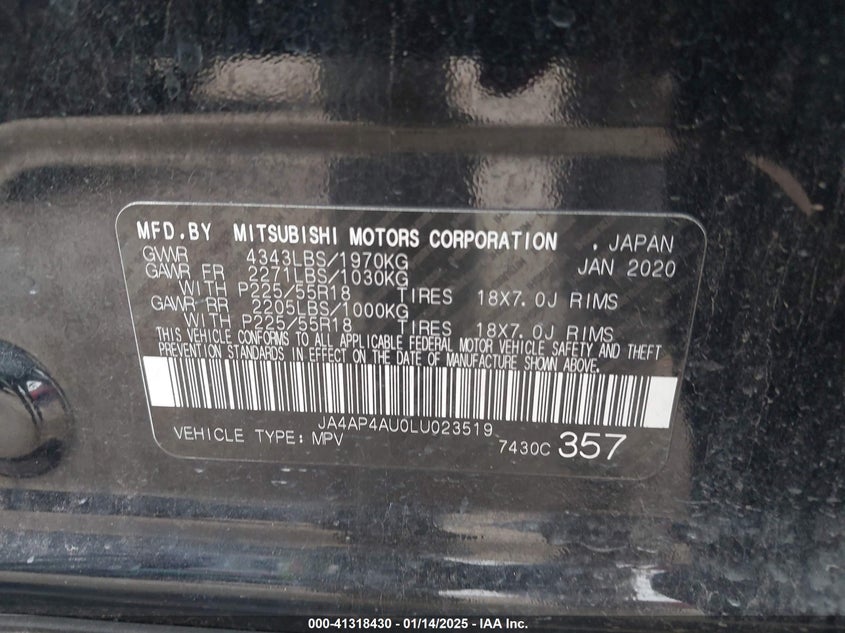 MFD.BY MITSUBISHI MOTORS CORPORATION , JAPAN
GVWR 4343LBS/1970KG JAN 2020
GAWR FR 2271LBS/1030KG
WITH P225/55R18 TIRES 18X7.0J RIMS
GAWR RR 2205LBS/1000KG
WITH P225/55R18 TIRES 18X7.0J RIMS
THIS VEHICLE CONFORMS TO ALL APPLICABLE FEDERAL MOTOR VEHICLE SAFETY AND THEFT
PREVENTION STANDARDS IN EFFECT ON THE DATE OF MANUFACTURE SHOWN ABOVE.
JA4AP4AU0LU023519
VEHICLE TYPE: MPV 7430C 357
000-41318430 - 01/14/2025 - IAA Inc.